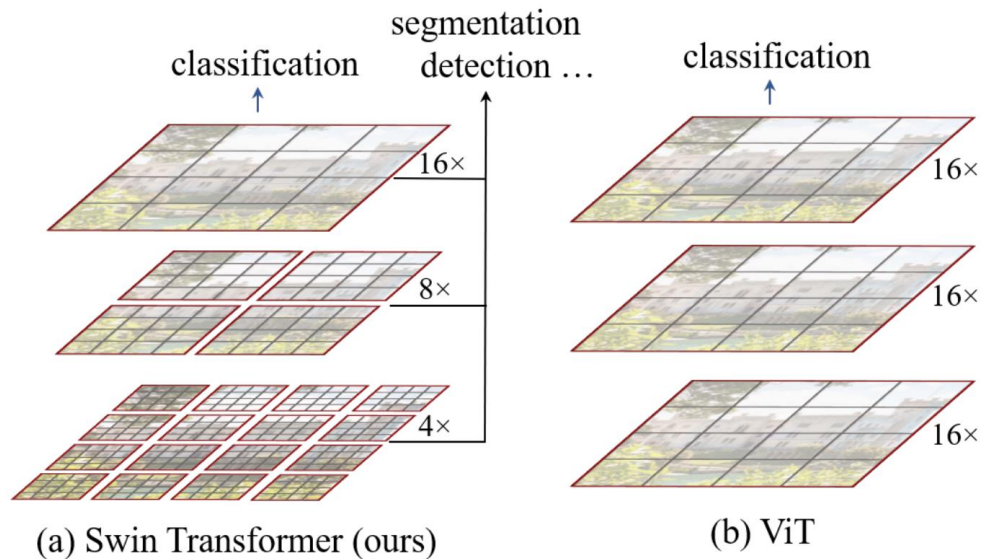 segmentation
detection ...
classification
16×
8×
4×
(a) Swin Transformer (ours)
classification
16×
16×
16×
(b) ViT